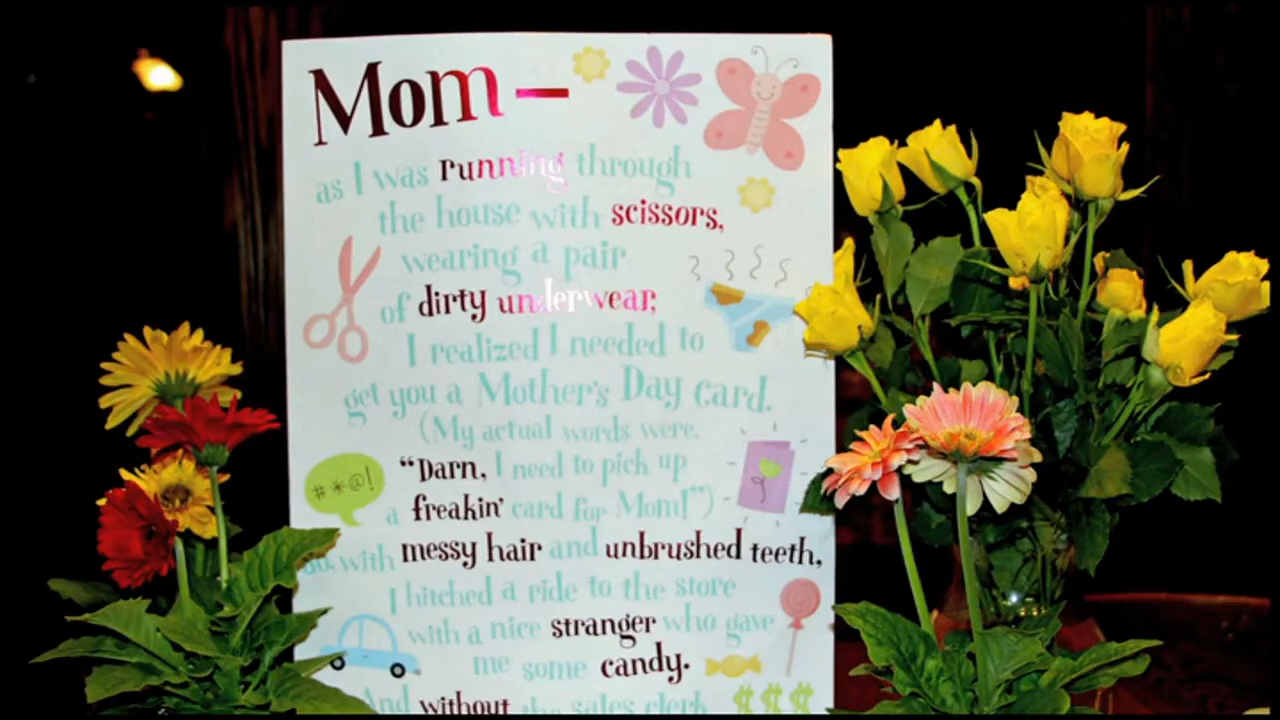 Mom –
as I was running through
the house with scissors,
wearing a pair
of dirty underwear,
I realized I needed to
get you a Mother's Day card.
(My actual words were:
#*@!
"Darn, I need to pick up
a freakin' card for Mom!")
So, with messy hair and unbrushed teeth,
I hitched a ride to the store
with a nice stranger who gave
me some candy.
And without the sales clerk
$$$